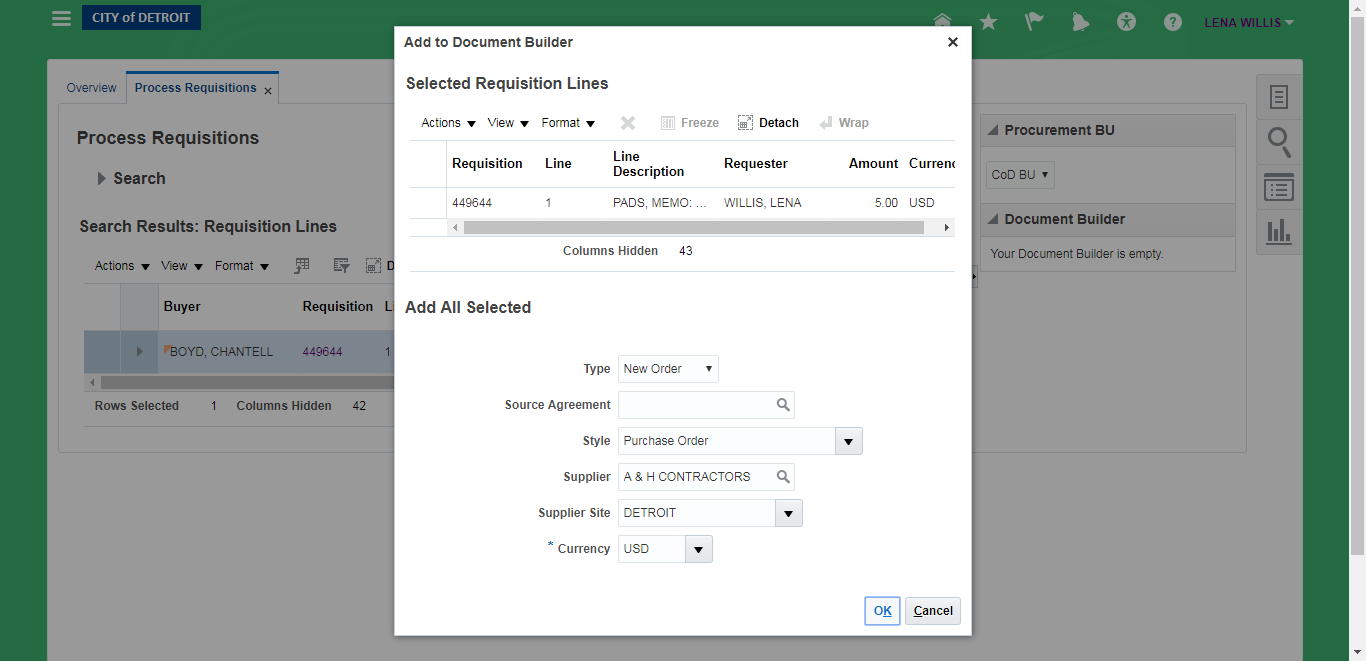 CITY of DETROIT
LENA WILLIS
Overview
Process Requisitions
Process Requisitions
Search
Search Results: Requisition Lines
Actions View Format D
Buyer Requisition Li
BOYD, CHANTELL 449644 1
Rows Selected 1 Columns Hidden 42
Add to Document Builder
Selected Requisition Lines
Actions View Format Freeze Detach Wrap
Requisition Line Line Description Requester Amount Currenc
449644 1 PADS, MEMO: ... WILLIS, LENA 5.00 USD
Columns Hidden 43
Add All Selected
Type New Order
Source Agreement
Style Purchase Order
Supplier A & H CONTRACTORS
Supplier Site DETROIT
* Currency USD
OK Cancel
Procurement BU
CoD BU
Document Builder
Your Document Builder is empty.